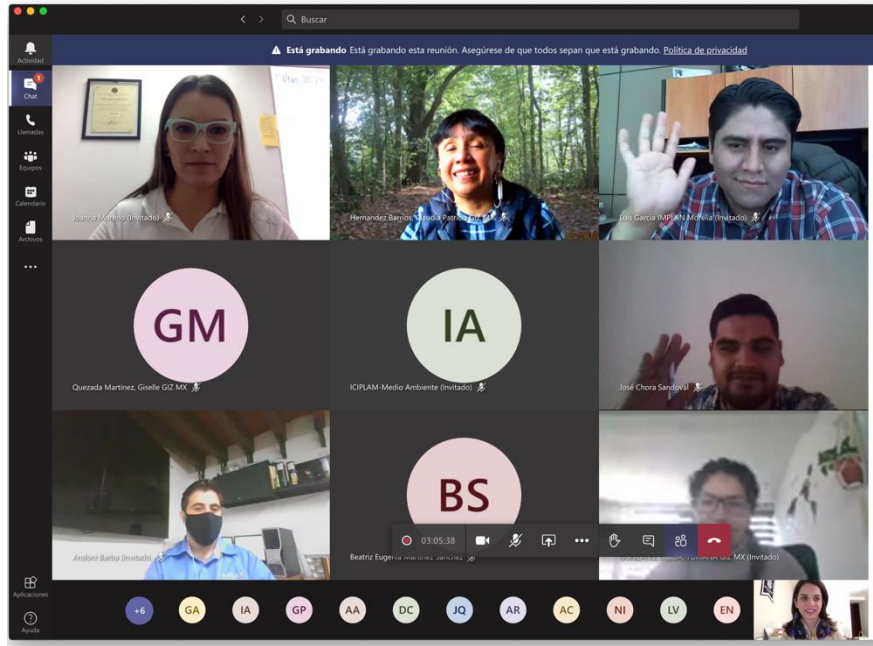 Buscar
Actividad
Está grabando Está grabando esta reunión. Asegúrese de que todos sepan que está grabando. Política de privacidad
1
Chat
Llamadas
Equipos
Calendario
Archivos
Joanna Moreno (Invitado)
Hernandez Barrios, Claudia Patricia GIZ MX
Luis Garcia IMPLAN Morelia (Invitado)
GM
IA
Quezada Martinez, Giselle GIZ MX
ICIPLAM-Medio Ambiente (Invitado)
José Chora Sandoval
BS
03:05:38
Andoni Barba (Invitado)
Beatriz Eugenia Martinez Sanchez
GIZ MX (Invitado)
Aplicaciones
+6
GA
IA
GP
AA
DC
JQ
AR
AC
NI
LV
EN
Ayuda